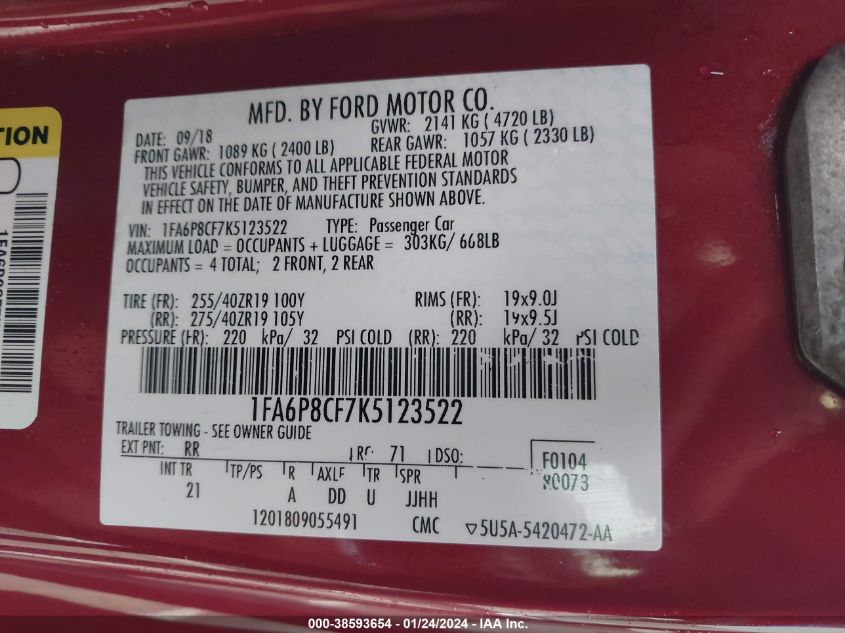 MFD. BY FORD MOTOR CO.
DATE: 09/18 GVWR: 2141 KG ( 4720 LB)
FRONT GAWR: 1089 KG ( 2400 LB) REAR GAWR: 1057 KG ( 2330 LB)
THIS VEHICLE CONFORMS TO ALL APPLICABLE FEDERAL MOTOR
VEHICLE SAFETY, BUMPER, AND THEFT PREVENTION STANDARDS
IN EFFECT ON THE DATE OF MANUFACTURE SHOWN ABOVE.
VIN: 1FA6P8CF7K5123522 TYPE: Passenger Car
MAXIMUM LOAD = OCCUPANTS + LUGGAGE = 303KG/ 668LB
OCCUPANTS = 4 TOTAL; 2 FRONT, 2 REAR
TIRE (FR): 255/40ZR19 100Y RIMS (FR): 19x9.0J
(RR): 275/40ZR19 105Y (RR): 19x9.5J
PRESSURE (FR): 220 kPa/ 32 PSI COLD (RR): 220 kPa/ 32 PSI COLD
1FA6P8CF7K5123522
TRAILER TOWING - SEE OWNER GUIDE
EXT PNT: RR RC: 71 DSO: F0104
INT TR TP/PS R AXLE TR SPR R0073
21 A DD U JJHH
1201809055491 CMC ▽5U5A-5420472-AA
TION
000-38593654 - 01/24/2024 - IAA Inc.